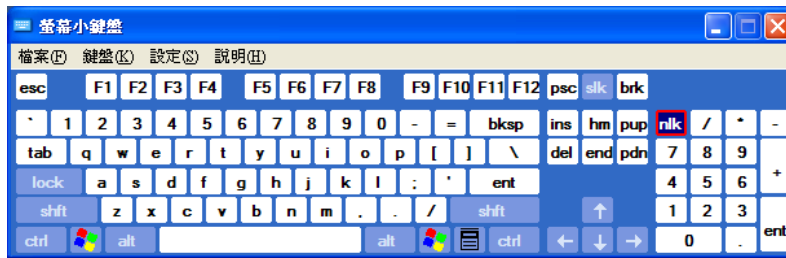 螢幕小鍵盤
檔案(F) 鍵盤(K) 設定(S) 說明(H)
esc F1 F2 F3 F4 F5 F6 F7 F8 F9 F10 F11 F12 psc slk brk
` 1 2 3 4 5 6 7 8 9 0 - = bksp ins hm pup nlk / * -
tab q w e r t y u i o p [ ] \ del end pdn 7 8 9 +
lock a s d f g h j k l ; ' ent 4 5 6
shft z x c v b n m , . / shft ↑ 1 2 3 ent
ctrl alt alt ctrl ← ↓ → 0 .